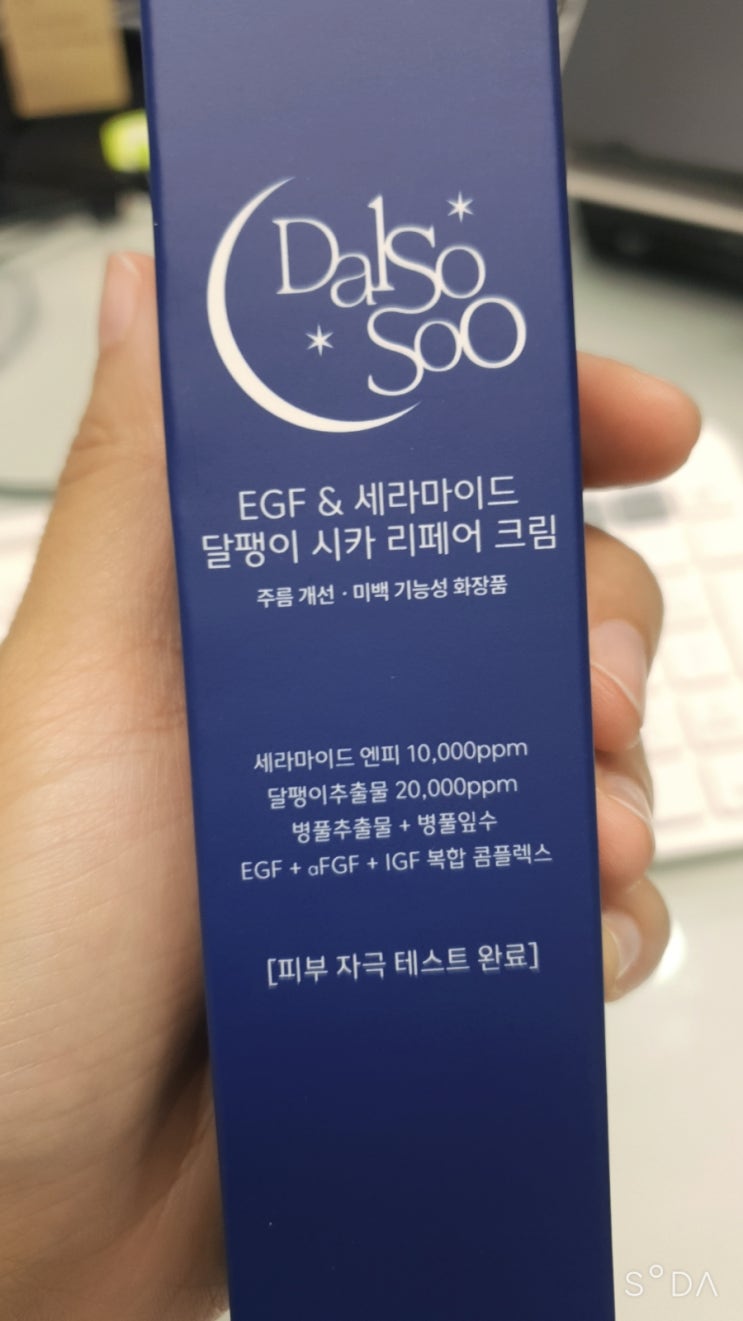 DalSo
SoO
EGF & 세라마이드
달팽이 시카 리페어 크림
주름 개선 · 미백 기능성 화장품
세라마이드 엔피 10,000ppm
달팽이추출물 20,000ppm
병풀추출물 + 병풀잎수
EGF + aFGF + IGF 복합 콤플렉스
[피부 자극 테스트 완료]
SODA